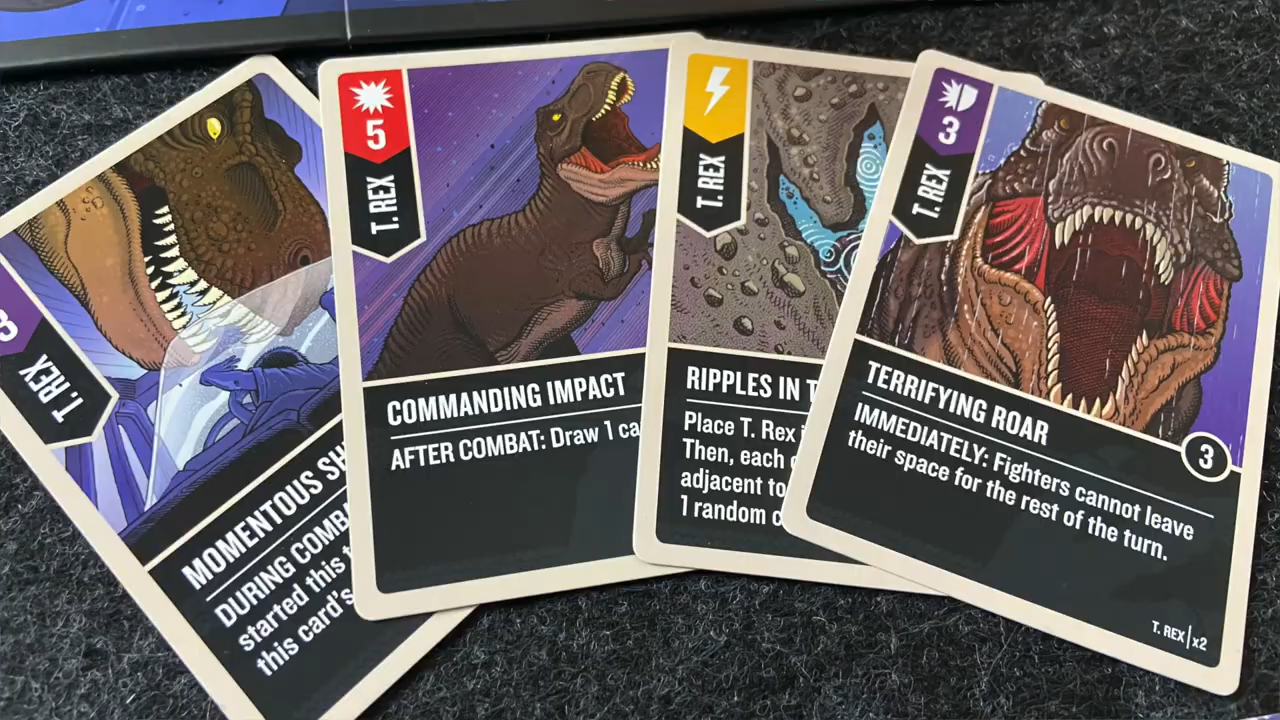 3
T. REX
MOMENTOUS SH
DURING COMBA
started this t
this card's
5
T. REX
COMMANDING IMPACT
AFTER COMBAT: Draw 1 ca
T. REX
RIPPLES IN T
Place T. Rex i
Then, each
adjacent to
1 random c
3
T. REX
TERRIFYING ROAR
3
IMMEDIATELY: Fighters cannot leave
their space for the rest of the turn.
T. REX | x2